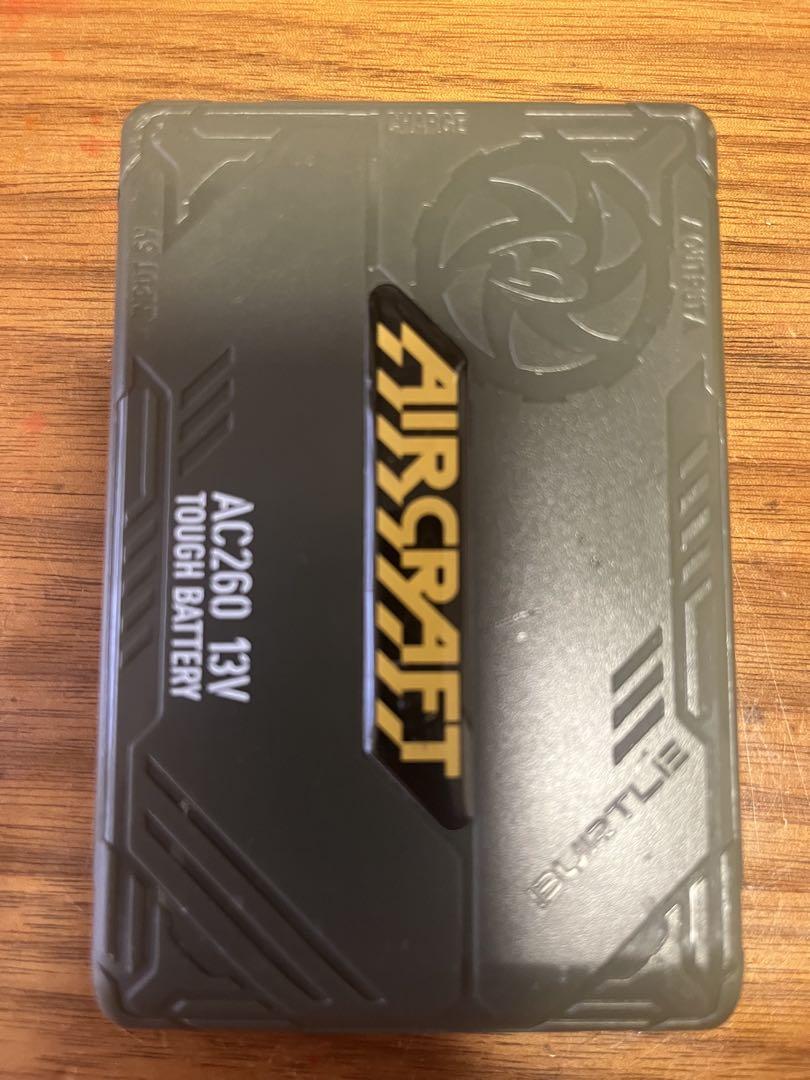 CHARGE
AIRCRAFT
AC260 13V
TOUGH BATTERY
BURTLE